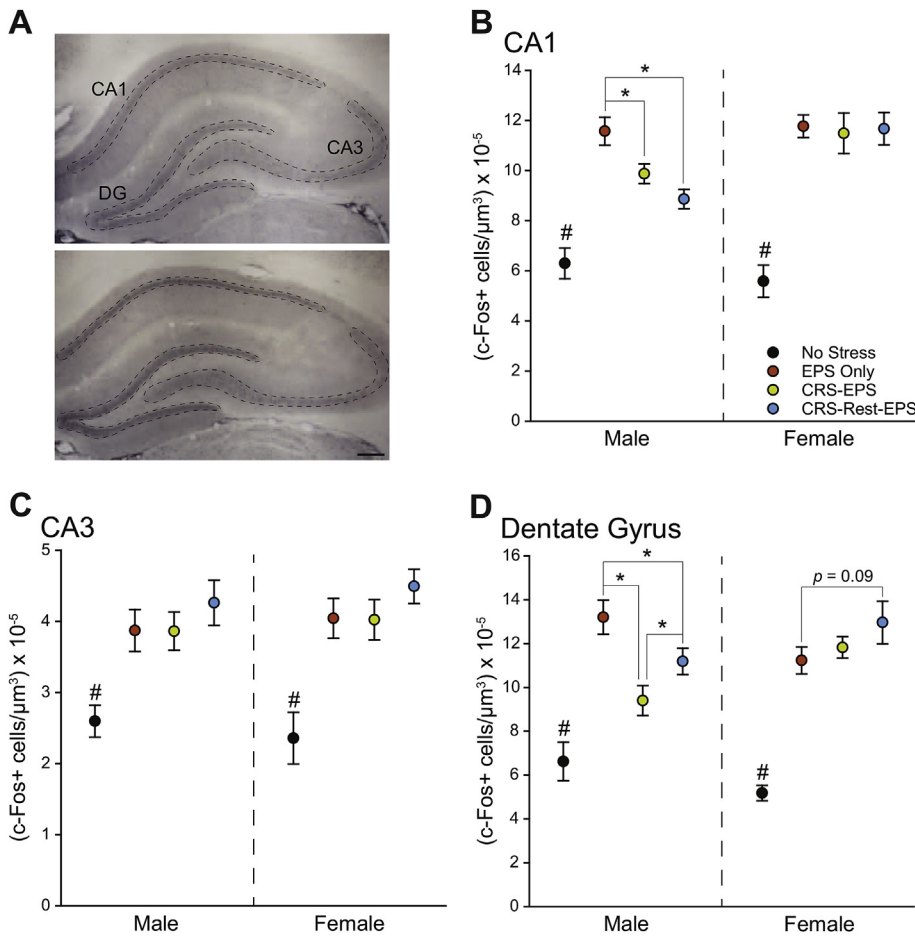 A
CA1
CA3
DG
B
CA1
(c-Fos+ cells/µm³) x 10⁻⁵
14
12
10
8
6
4
2
0
*
*
#
#
No Stress
EPS Only
CRS-EPS
CRS-Rest-EPS
Male
Female
C
CA3
(c-Fos+ cells/µm³) x 10⁻⁵
5
4
3
2
1
0
#
#
Male
Female
D
Dentate Gyrus
(c-Fos+ cells/µm³) x 10⁻⁵
16
14
12
10
8
6
4
2
0
*
*
*
p = 0.09
#
#
Male
Female